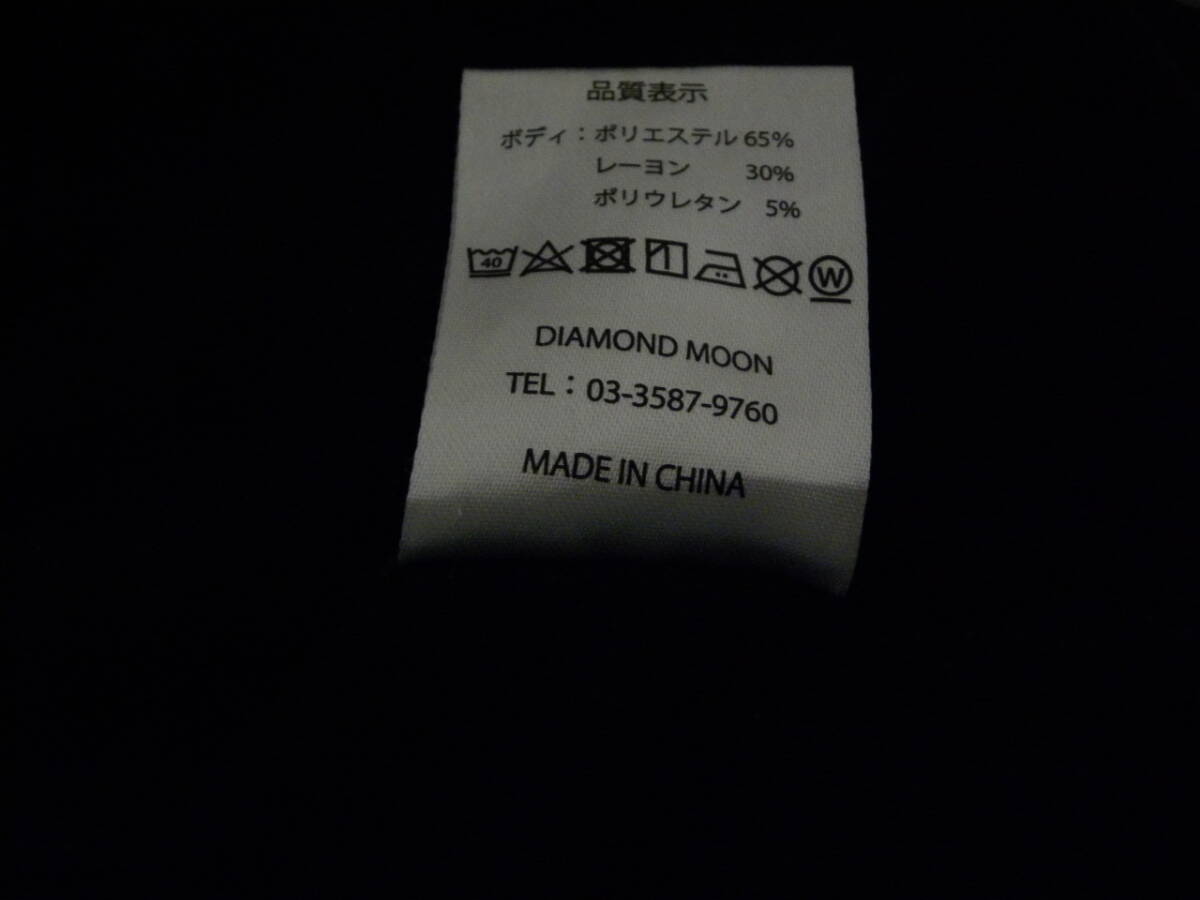 品質表示
ボディ：ポリエステル 65%
レーヨン 30%
ポリウレタン 5%
40 W
DIAMOND MOON
TEL：03-3587-9760
MADE IN CHINA